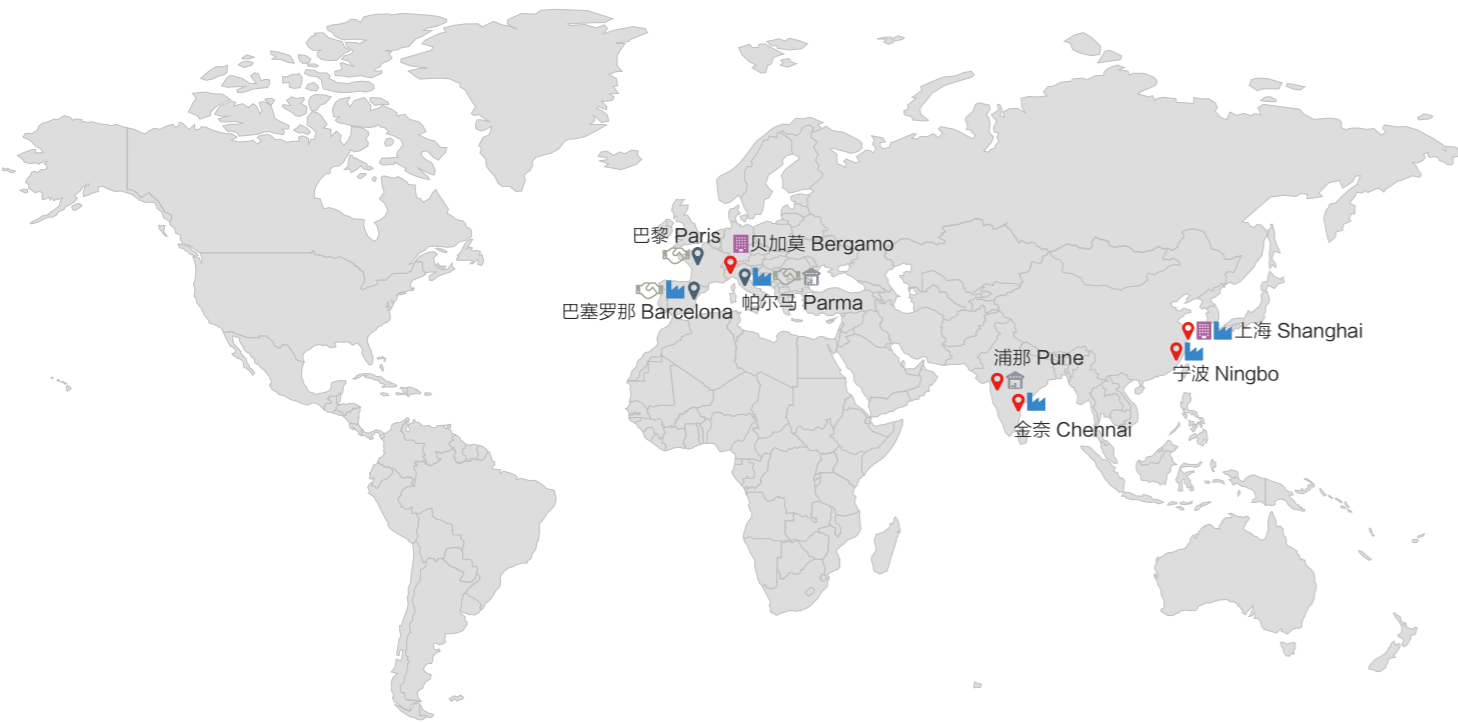 巴黎 Paris
贝加莫 Bergamo
巴塞罗那 Barcelona
帕尔马 Parma
上海 Shanghai
浦那 Pune
宁波 Ningbo
金奈 Chennai